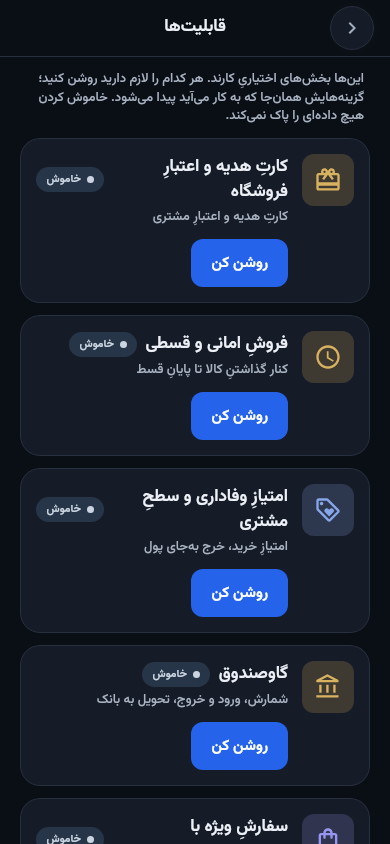 قابلیت‌ها
این‌ها بخش‌های اختیاریِ کارند. هر کدام را لازم دارید روشن کنید؛
گزینه‌هایش همان‌جا که به کار می‌آید پیدا می‌شود. خاموش کردن
هیچ داده‌ای را پاک نمی‌کند.
کارتِ هدیه و اعتبارِ
فروشگاه
خاموش
کارتِ هدیه و اعتبارِ مشتری
روشن کن
فروشِ امانی و قسطی
خاموش
کنار گذاشتنِ کالا تا پایانِ قسط
روشن کن
امتیازِ وفاداری و سطحِ
مشتری
خاموش
امتیازِ خرید، خرج به‌جای پول
روشن کن
گاوصندوق
خاموش
شمارش، ورود و خروج، تحویل به بانک
روشن کن
سفارشِ ویژه با
خاموش